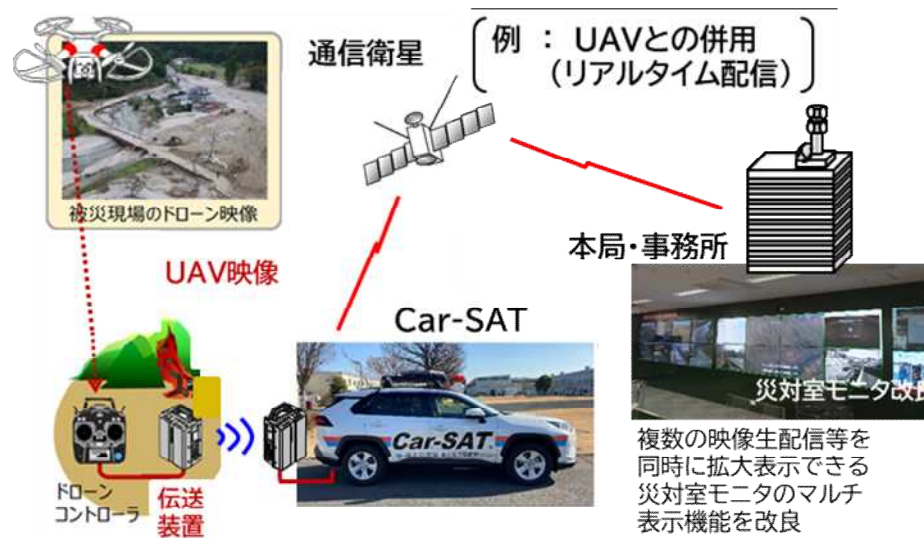 通信衛星
例 : UAVとの併用
(リアルタイム配信)
被災現場のドローン映像
本局・事務所
UAV映像
Car-SAT
災対室モニタ改良
Car-SAT
ドローン
コントローラ
伝送
装置
複数の映像生配信等を
同時に拡大表示できる
災対室モニタのマルチ
表示機能を改良